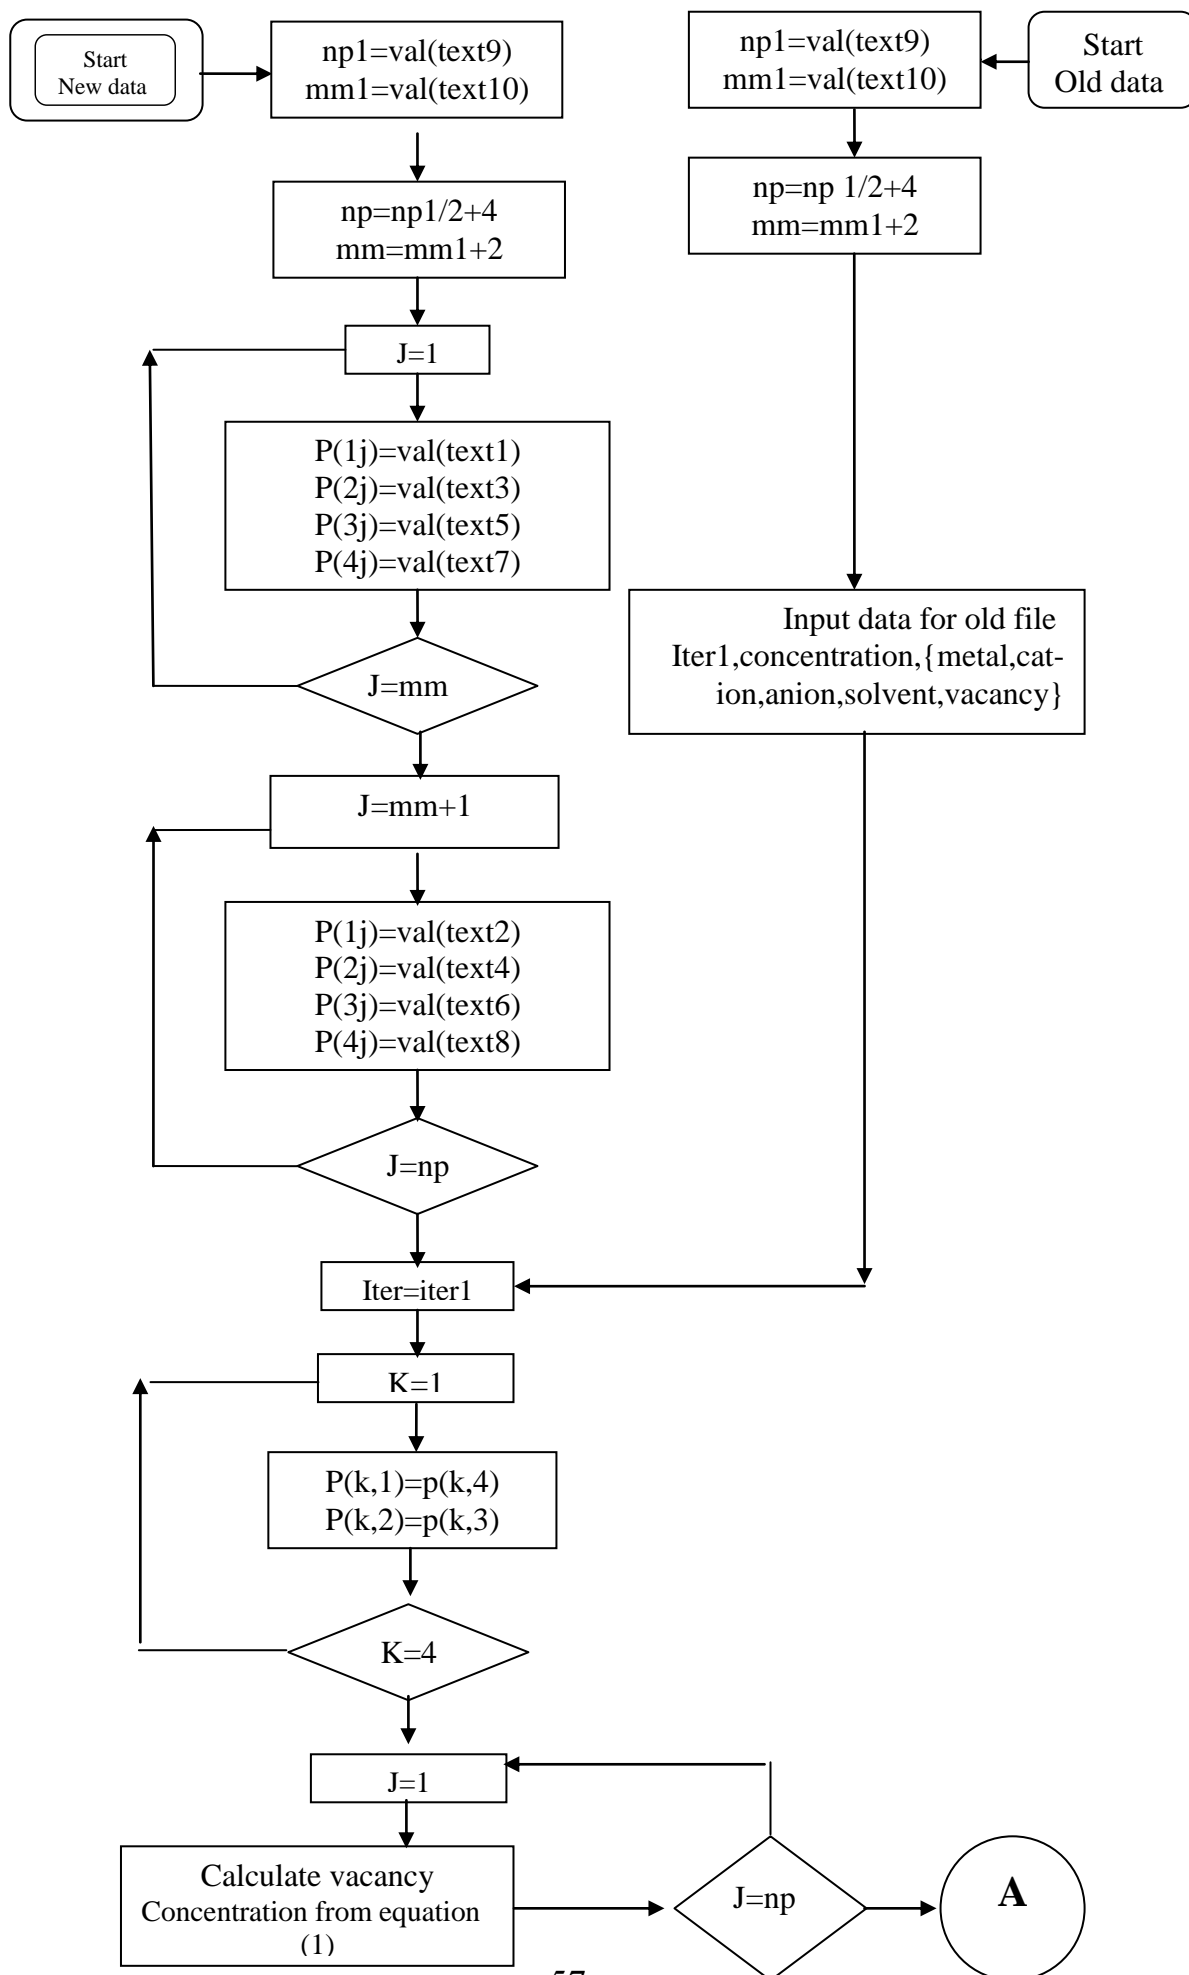 Start
New data
np1=val(text9)
mm1=val(text10)
np1=val(text9)
mm1=val(text10)
Start
Old data
np=np1/2+4
mm=mm1+2
np=np 1/2+4
mm=mm1+2
J=1
P(1j)=val(text1)
P(2j)=val(text3)
P(3j)=val(text5)
P(4j)=val(text7)
Input data for old file
Iter1,concentration,{metal,cat-
ion,anion,solvent,vacancy}
J=mm
J=mm+1
P(1j)=val(text2)
P(2j)=val(text4)
P(3j)=val(text6)
P(4j)=val(text8)
J=np
Iter=iter1
K=1
P(k,1)=p(k,4)
P(k,2)=p(k,3)
K=4
J=1
Calculate vacancy
Concentration from equation
(1)
J=np
A
57